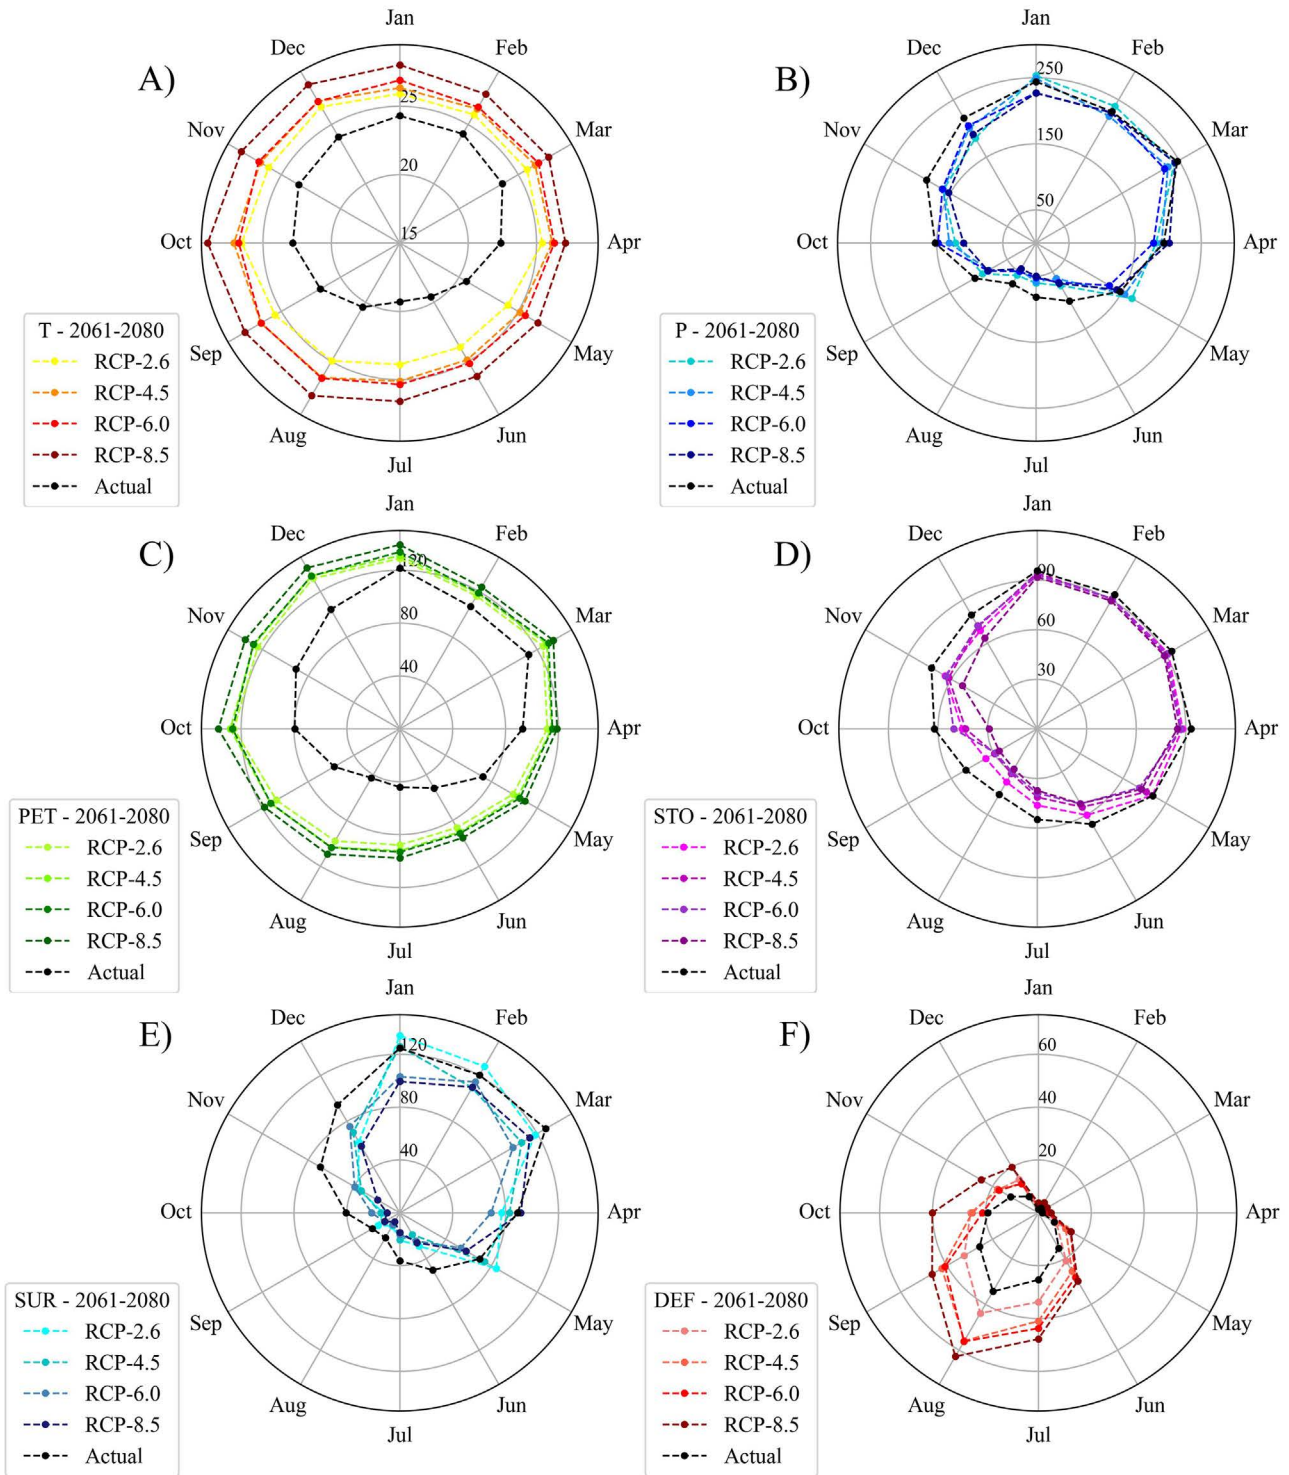 A)
Jan
Feb
Mar
Apr
May
Jun
Jul
Aug
Sep
Oct
Nov
Dec
25
20
15
T - 2061-2080
RCP-2.6
RCP-4.5
RCP-6.0
RCP-8.5
Actual
B)
Jan
Feb
Mar
Apr
May
Jun
Jul
Aug
Sep
Oct
Nov
Dec
250
150
50
P - 2061-2080
RCP-2.6
RCP-4.5
RCP-6.0
RCP-8.5
Actual
C)
Jan
Feb
Mar
Apr
May
Jun
Jul
Aug
Sep
Oct
Nov
Dec
120
80
40
PET - 2061-2080
RCP-2.6
RCP-4.5
RCP-6.0
RCP-8.5
Actual
D)
Jan
Feb
Mar
Apr
May
Jun
Jul
Aug
Sep
Oct
Nov
Dec
90
60
30
STO - 2061-2080
RCP-2.6
RCP-4.5
RCP-6.0
RCP-8.5
Actual
E)
Jan
Feb
Mar
Apr
May
Jun
Jul
Aug
Sep
Oct
Nov
Dec
120
80
40
SUR - 2061-2080
RCP-2.6
RCP-4.5
RCP-6.0
RCP-8.5
Actual
F)
Jan
Feb
Mar
Apr
May
Jun
Jul
Aug
Sep
Oct
Nov
Dec
60
40
20
DEF - 2061-2080
RCP-2.6
RCP-4.5
RCP-6.0
RCP-8.5
Actual